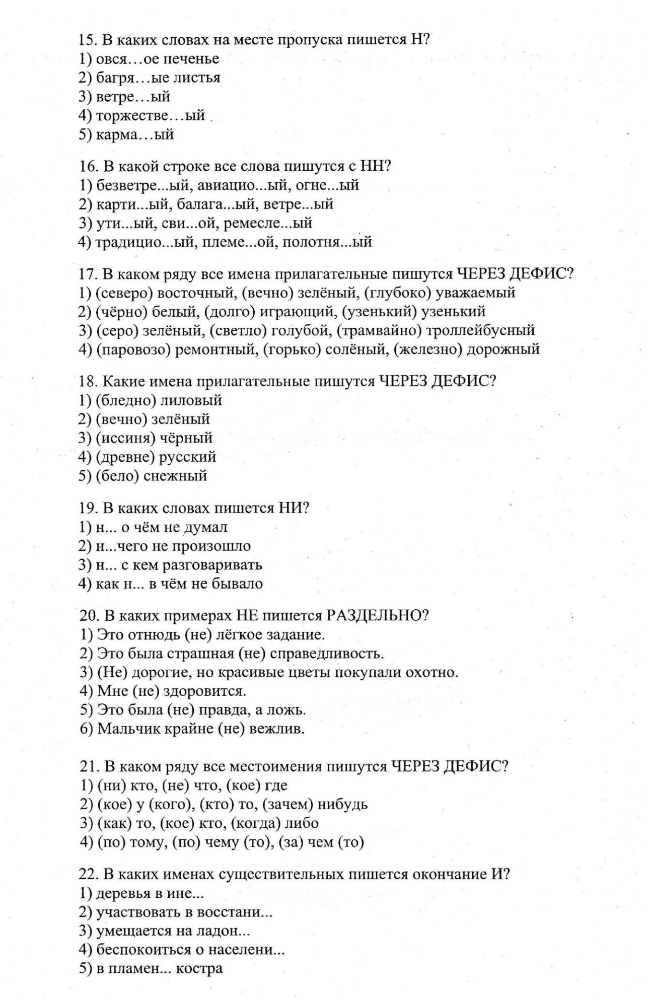 15. В каких словах на месте пропуска пишется Н?
1) овся…ое печенье
2) багря…ые листья
3) ветре…ый
4) торжестве…ый
5) карма…ый
16. В какой строке все слова пишутся с НН?
1) безветре...ый, авиацио...ый, огне...ый
2) карти...ый, балага...ый, ветре...ый
3) ути...ый, сви...ой, ремесле...ый
4) традицио...ый, племе...ой, полотня...ый
17. В каком ряду все имена прилагательные пишутся ЧЕРЕЗ ДЕФИС?
1) (северо) восточный, (вечно) зелёный, (глубоко) уважаемый
2) (чёрно) белый, (долго) играющий, (узенький) узенький
3) (серо) зелёный, (светло) голубой, (трамвайно) троллейбусный
4) (паровозо) ремонтный, (горько) солёный, (железно) дорожный
18. Какие имена прилагательные пишутся ЧЕРЕЗ ДЕФИС?
1) (бледно) лиловый
2) (вечно) зелёный
3) (иссиня) чёрный
4) (древне) русский
5) (бело) снежный
19. В каких словах пишется НИ?
1) н... о чём не думал
2) н...чего не произошло
3) н... с кем разговаривать
4) как н... в чём не бывало
20. В каких примерах НЕ пишется РАЗДЕЛЬНО?
1) Это отнюдь (не) лёгкое задание.
2) Это была страшная (не) справедливость.
3) (Не) дорогие, но красивые цветы покупали охотно.
4) Мне (не) здоровится.
5) Это была (не) правда, а ложь.
6) Мальчик крайне (не) вежлив.
21. В каком ряду все местоимения пишутся ЧЕРЕЗ ДЕФИС?
1) (ни) кто, (не) что, (кое) где
2) (кое) у (кого), (кто) то, (зачем) нибудь
3) (как) то, (кое) кто, (когда) либо
4) (по) тому, (по) чему (то), (за) чем (то)
22. В каких именах существительных пишется окончание И?
1) деревья в ине...
2) участвовать в восстани...
3) умещается на ладон...
4) беспокоиться о населени...
5) в пламен... костра